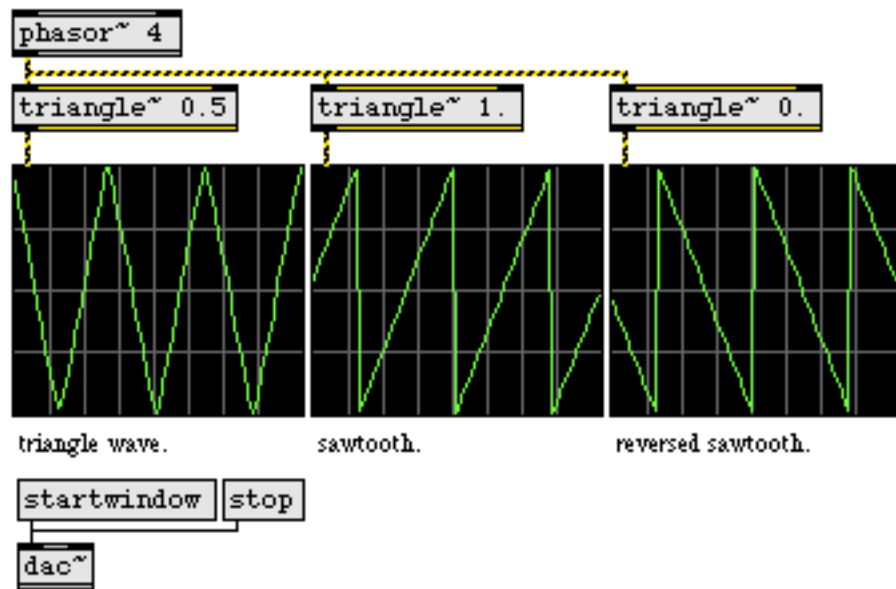 phasor~ 4
triangle~ 0.5 triangle~ 1. triangle~ 0.
triangle wave. sawtooth. reversed sawtooth.
startwindow stop
dac~